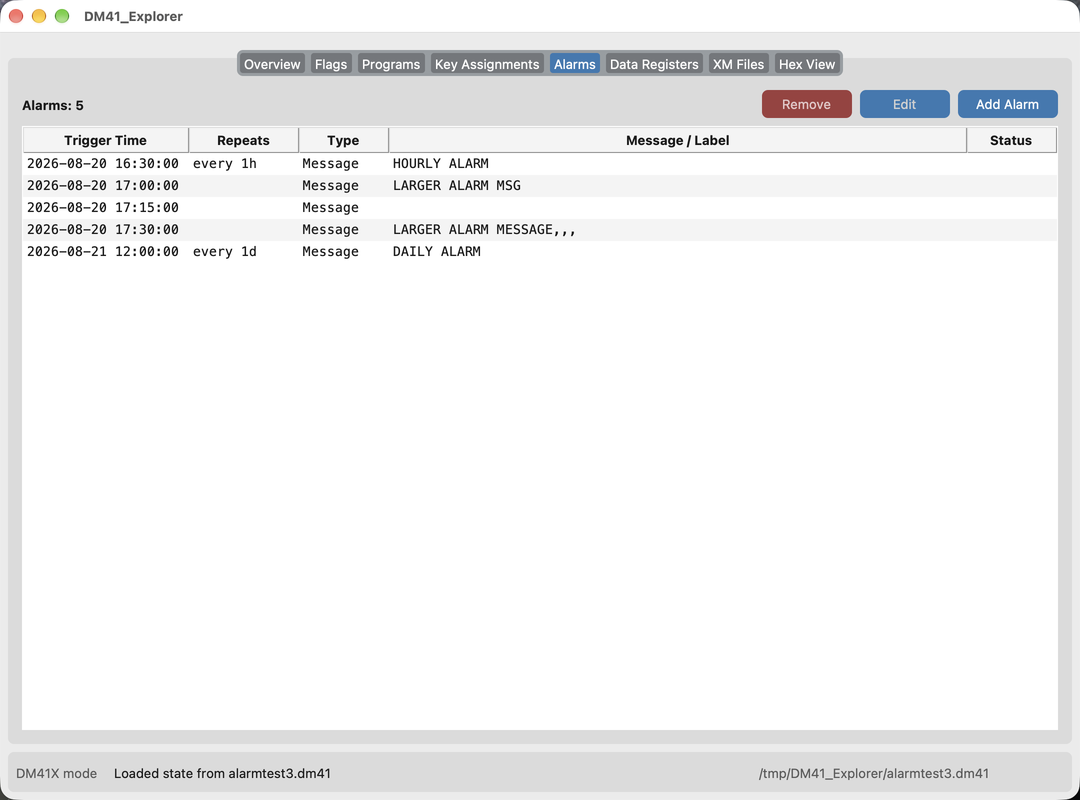 DM41_Explorer
Overview Flags Programs Key Assignments Alarms Data Registers XM Files Hex View
Alarms: 5 Remove Edit Add Alarm
Trigger Time Repeats Type Message / Label Status
2026-08-20 16:30:00 every 1h Message HOURLY ALARM
2026-08-20 17:00:00 Message LARGER ALARM MSG
2026-08-20 17:15:00 Message
2026-08-20 17:30:00 Message LARGER ALARM MESSAGE,,,
2026-08-21 12:00:00 every 1d Message DAILY ALARM
DM41X mode Loaded state from alarmtest3.dm41 /tmp/DM41_Explorer/alarmtest3.dm41